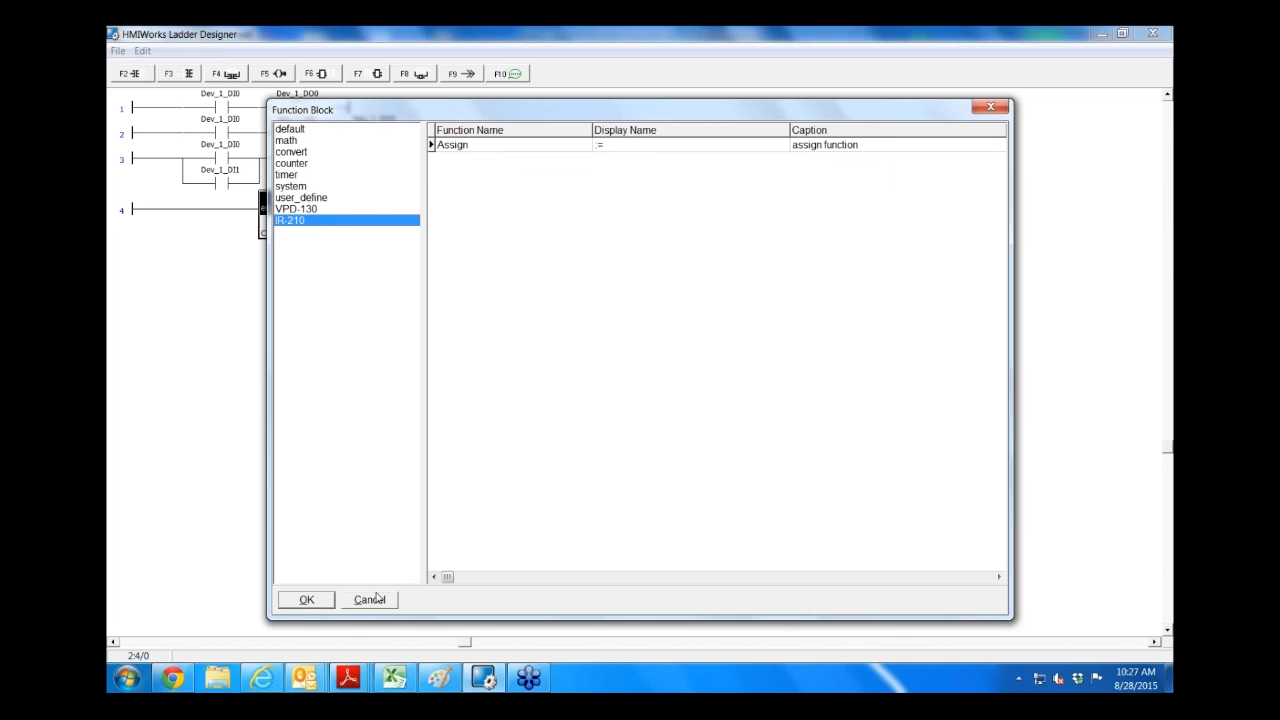 HMIWorks Ladder Designer
File Edit
F2 F3 F4 F5 F6 F7 F8 F9 F10
Function Block
Dev_1_DI0 Dev_1_DO0
1
Dev_1_DI0
2
Dev_1_DI0
3
Dev_1_DI1
4
default
math
convert
counter
timer
system
user_define
VPD-130
IR-210
Function Name Display Name Caption
Assign := assign function
OK Cancel
2:4/0
10:27 AM
8/28/2015